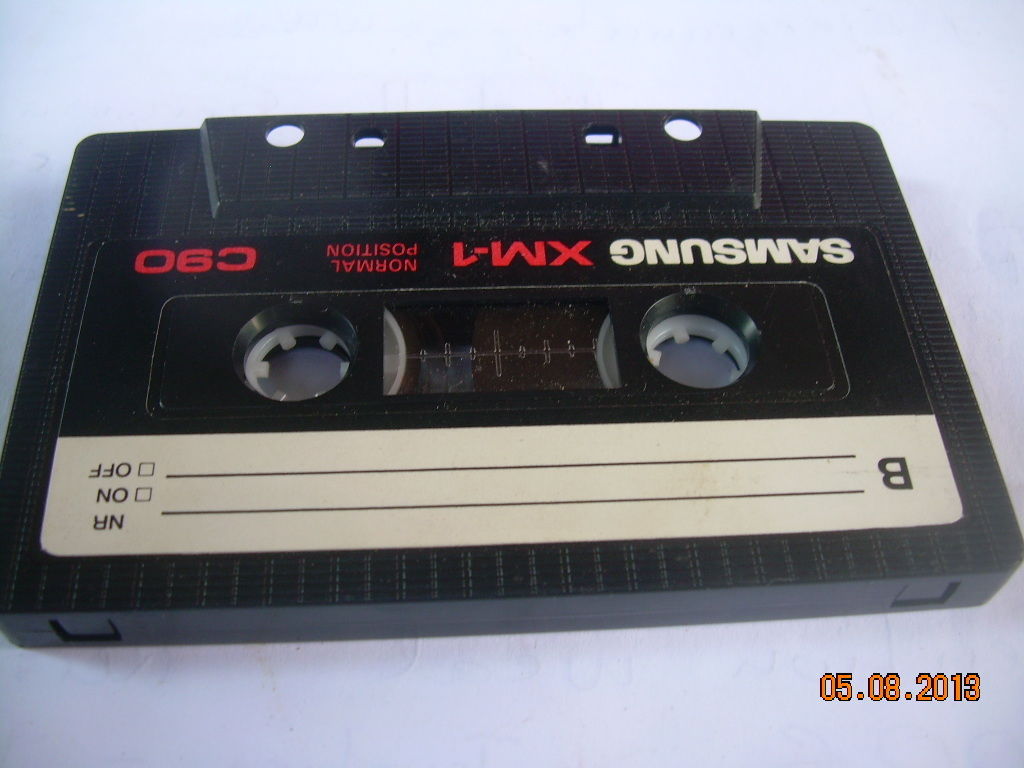 B
NR
ON
OFF
SAMSUNG XM-1 NORMAL POSITION C90
05.08.2013